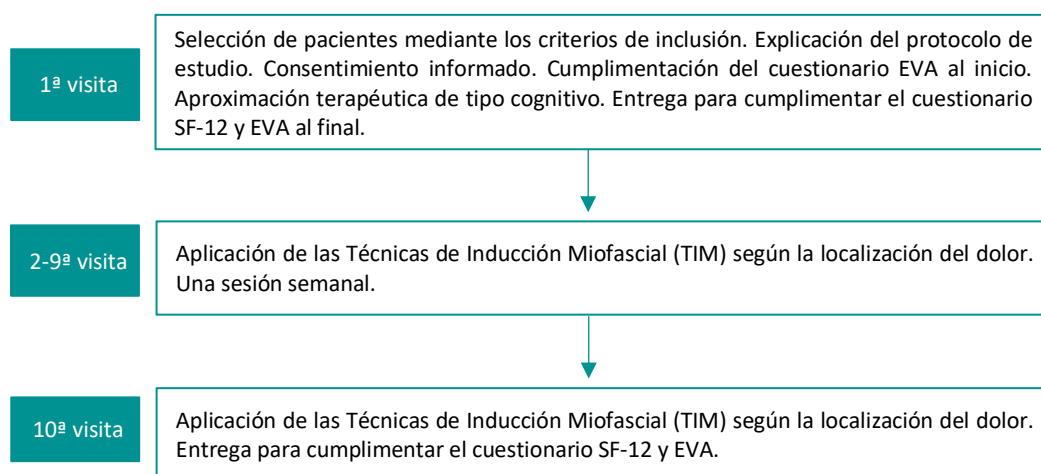 1ª visita
Selección de pacientes mediante los criterios de inclusión. Explicación del protocolo de
estudio. Consentimiento informado. Cumplimentación del cuestionario EVA al inicio.
Aproximación terapéutica de tipo cognitivo. Entrega para cumplimentar el cuestionario
SF-12 y EVA al final.
2-9ª visita
Aplicación de las Técnicas de Inducción Miofascial (TIM) según la localización del dolor.
Una sesión semanal.
10ª visita
Aplicación de las Técnicas de Inducción Miofascial (TIM) según la localización del dolor.
Entrega para cumplimentar el cuestionario SF-12 y EVA.